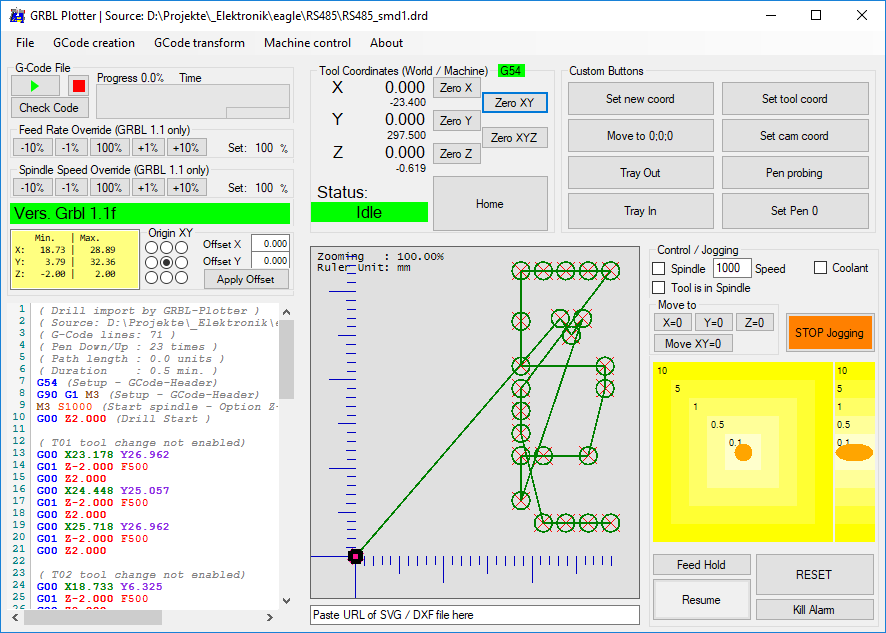 GRBL Plotter | Source: D:\Projekte\_Elektronik\eagle\RS485\RS485_smd1.drd
File GCode creation GCode transform Machine control About
G-Code File
Progress 0.0% Time
Check Code
Feed Rate Override (GRBL 1.1 only)
-10% -1% 100% +1% +10% Set: 100 %
Spindle Speed Override (GRBL 1.1 only)
-10% -1% 100% +1% +10% Set: 100 %
Vers. Grbl 1.1f
Min. | Max.
X: 18.73 | 28.89
Y: 3.79 | 32.36
Z: -2.00 | 2.00
Origin XY
Offset X 0.000
Offset Y 0.000
Apply Offset
1 ( Drill import by GRBL-Plotter )
2 ( Source: D:\Projekte\_Elektronik\e
3 ( G-Code lines: 71 )
4 ( Pen Down/Up : 23 times )
5 ( Path length : 0.0 units )
6 ( Duration : 0.5 min. )
7 G54 (Setup - GCode-Header)
8 G90 G1 M3 (Setup - GCode-Header)
9 M3 S1000 (Start spindle - Option Z-
10 G00 Z2.000 (Drill Start )
11
12 ( T01 tool change not enabled)
13 G00 X23.178 Y26.962
14 G01 Z-2.000 F500
15 G00 Z2.000
16 G00 X24.448 Y25.057
17 G01 Z-2.000 F500
18 G00 Z2.000
19 G00 X25.718 Y26.962
20 G01 Z-2.000 F500
21 G00 Z2.000
22
23 ( T02 tool change not enabled)
24 G00 X18.733 Y6.325
25 G01 Z-2.000 F500
26 G00 Z2.000
Tool Coordinates (World / Machine) G54
X 0.000 Zero X
-23.400
Zero XY
Y 0.000 Zero Y
297.500
Zero XYZ
Z 0.000 Zero Z
-0.619
Status:
Idle
Home
Zooming : 100.00%
Ruler Unit: mm
Paste URL of SVG / DXF file here
Custom Buttons
Set new coord Set tool coord
Move to 0;0;0 Set cam coord
Tray Out Pen probing
Tray In Set Pen 0
Control / Jogging
Spindle 1000 Speed Coolant
Tool is in Spindle
Move to
X=0 Y=0 Z=0
Move XY=0
STOP Jogging
10 10
5 5
1 1
0.5 0.5
0.1 0.1
Feed Hold
RESET
Resume
Kill Alarm